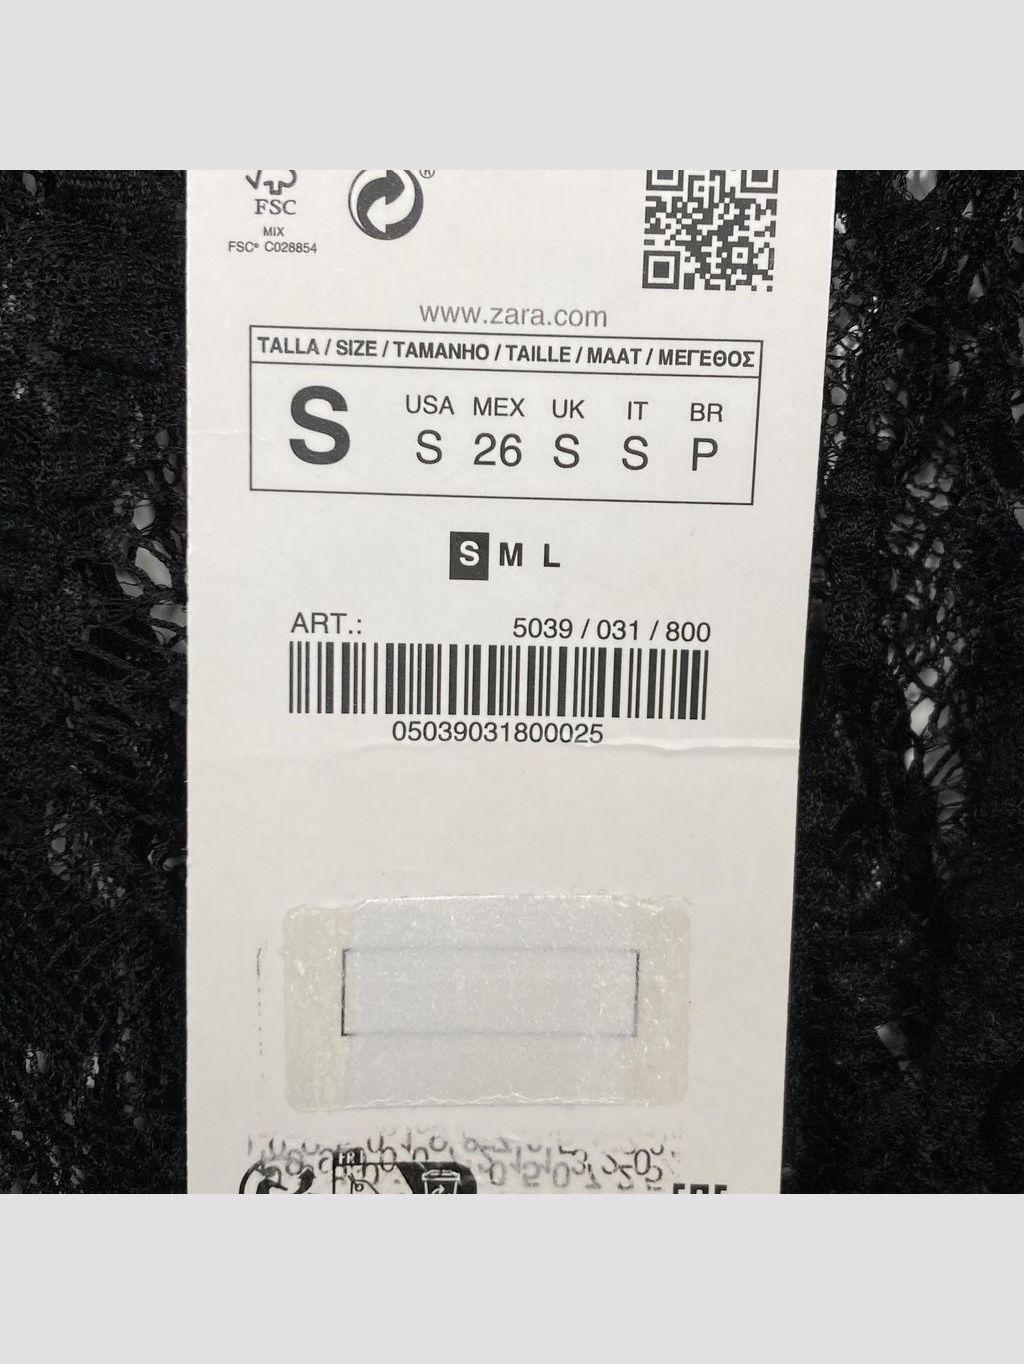 FSC
MIX
FSC® C028854
®
www.zara.com
TALLA / SIZE / TAMANHO / TAILLE / MAAT / ΜΕΓΕΘΟΣ
S
USA MEX UK IT BR
S 26 S S P
S M L
ART.: 5039 / 031 / 800
05039031800025
FR